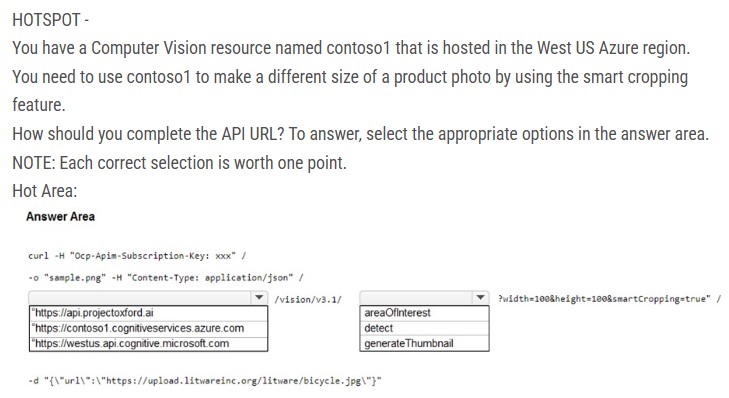 HOTSPOT -
You have a Computer Vision resource named contoso1 that is hosted in the West US Azure region.
You need to use contoso1 to make a different size of a product photo by using the smart cropping
feature.
How should you complete the API URL? To answer, select the appropriate options in the answer area.
NOTE: Each correct selection is worth one point.
Hot Area:
Answer Area
curl -H "Ocp-Apim-Subscription-Key: xxx" /
-o "sample.png" -H "Content-Type: application/json" /
/vision/v3.1/ ?width=100&height=100&smartCropping=true" /
"https://api.projectoxford.ai areaOfInterest
"https://contoso1.cognitiveservices.azure.com detect
"https://westus.api.cognitive.microsoft.com generateThumbnail
-d "{\"url\":\"https://upload.litwareinc.org/litware/bicycle.jpg\"}"